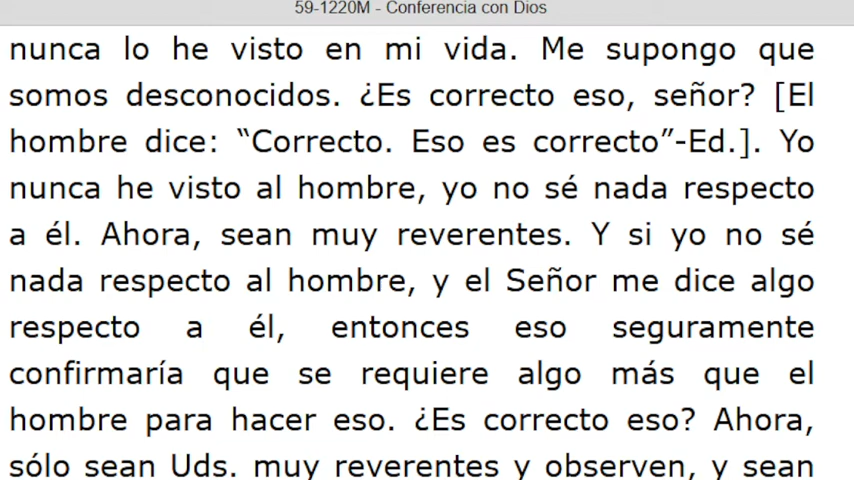 59-1220M - Conferencia con Dios
nunca lo he visto en mi vida. Me supongo que
somos desconocidos. ¿Es correcto eso, señor? [El
hombre dice: “Correcto. Eso es correcto”-Ed.]. Yo
nunca he visto al hombre, yo no sé nada respecto
a él. Ahora, sean muy reverentes. Y si yo no sé
nada respecto al hombre, y el Señor me dice algo
respecto a él, entonces eso seguramente
confirmaría que se requiere algo más que el
hombre para hacer eso. ¿Es correcto eso? Ahora,
sólo sean Uds. muy reverentes y observen, y sean